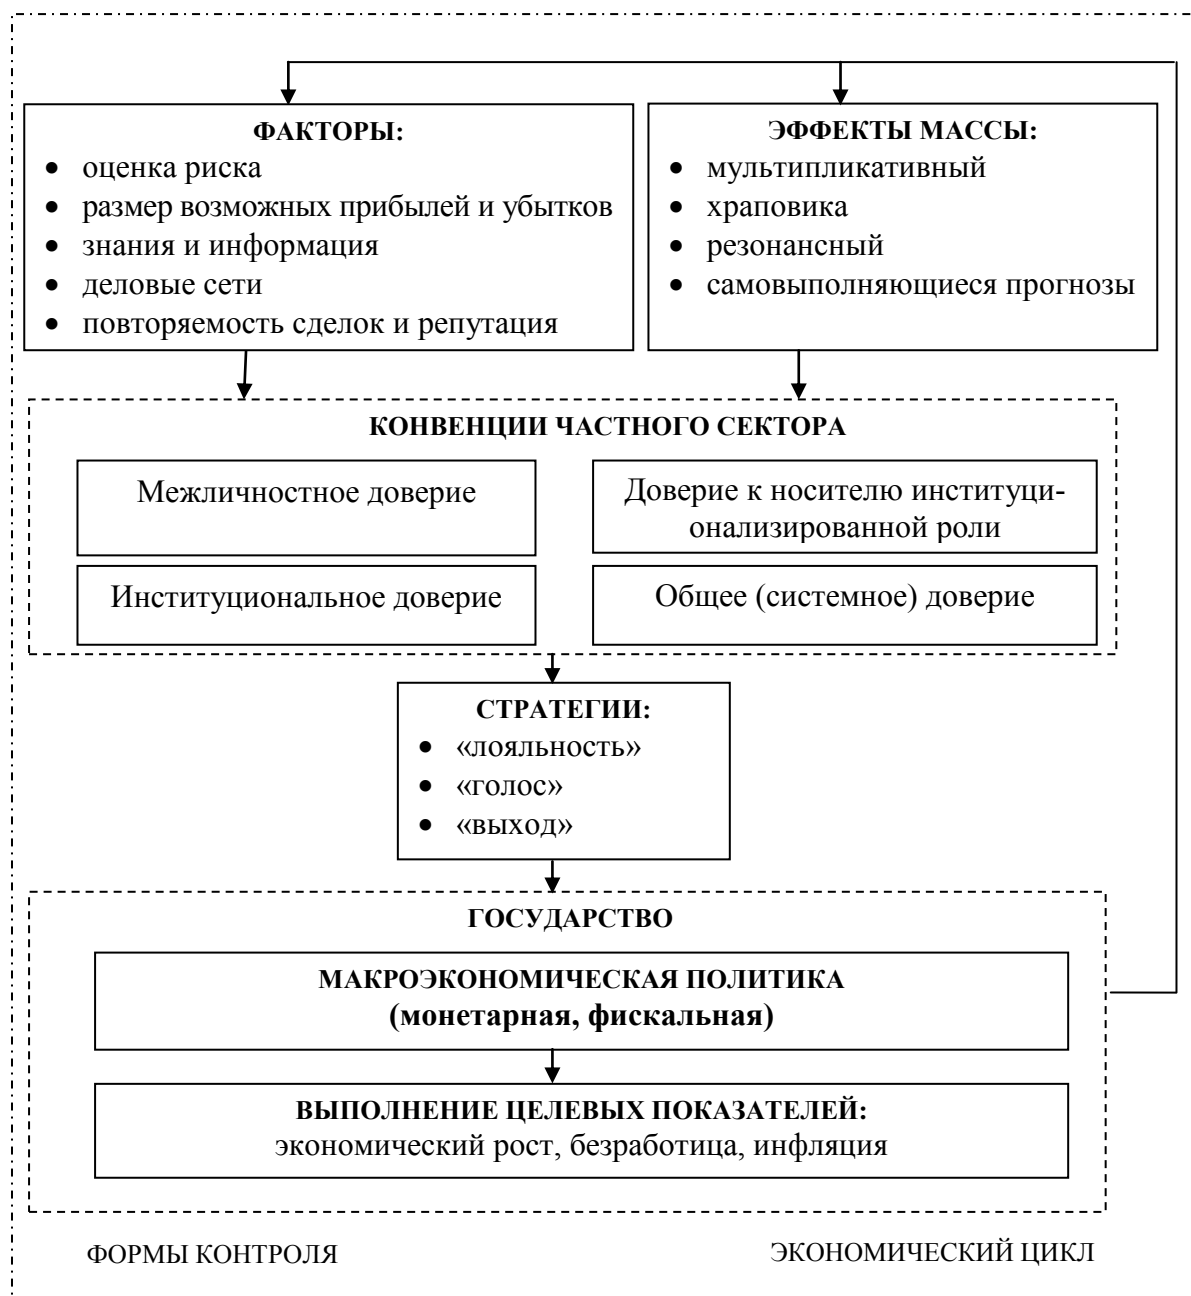 ФАКТОРЫ:
• оценка риска
• размер возможных прибылей и убытков
• знания и информация
• деловые сети
• повторяемость сделок и репутация
ЭФФЕКТЫ МАССЫ:
• мультипликативный
• храповика
• резонансный
• самовыполняющиеся прогнозы
КОНВЕНЦИИ ЧАСТНОГО СЕКТОРА
Межличностное доверие
Доверие к носителю институци-
онализированной роли
Институциональное доверие
Общее (системное) доверие
СТРАТЕГИИ:
• «лояльность»
• «голос»
• «выход»
ГОСУДАРСТВО
МАКРОЭКОНОМИЧЕСКАЯ ПОЛИТИКА
(монетарная, фискальная)
ВЫПОЛНЕНИЕ ЦЕЛЕВЫХ ПОКАЗАТЕЛЕЙ:
экономический рост, безработица, инфляция
ФОРМЫ КОНТРОЛЯ
ЭКОНОМИЧЕСКИЙ ЦИКЛ